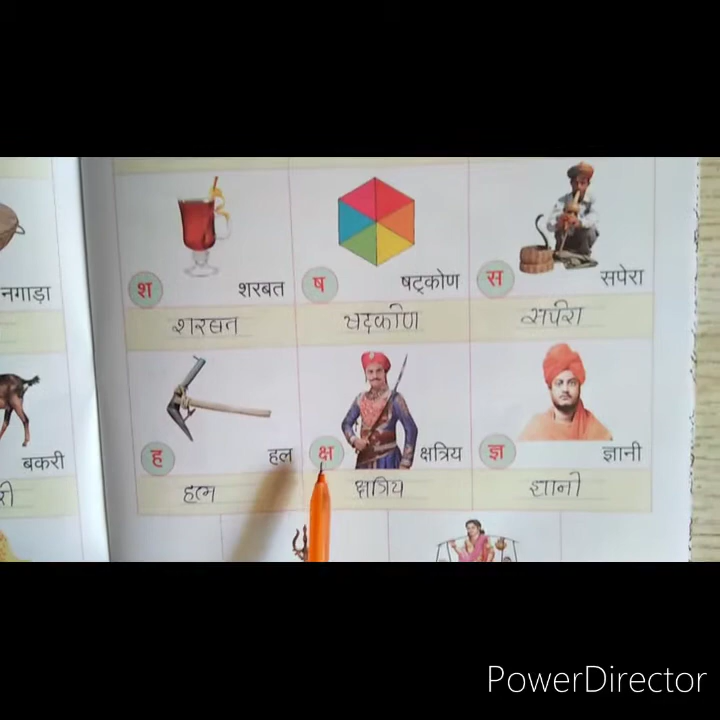 नगाड़ा
श शरबत
ष षट्कोण
स सपेरा
शरबत
षट्कोण
सपेरा
बकरी
री
ह हल
क्ष क्षत्रिय
ज्ञ ज्ञानी
हल
क्षत्रिय
ज्ञानी
PowerDirector